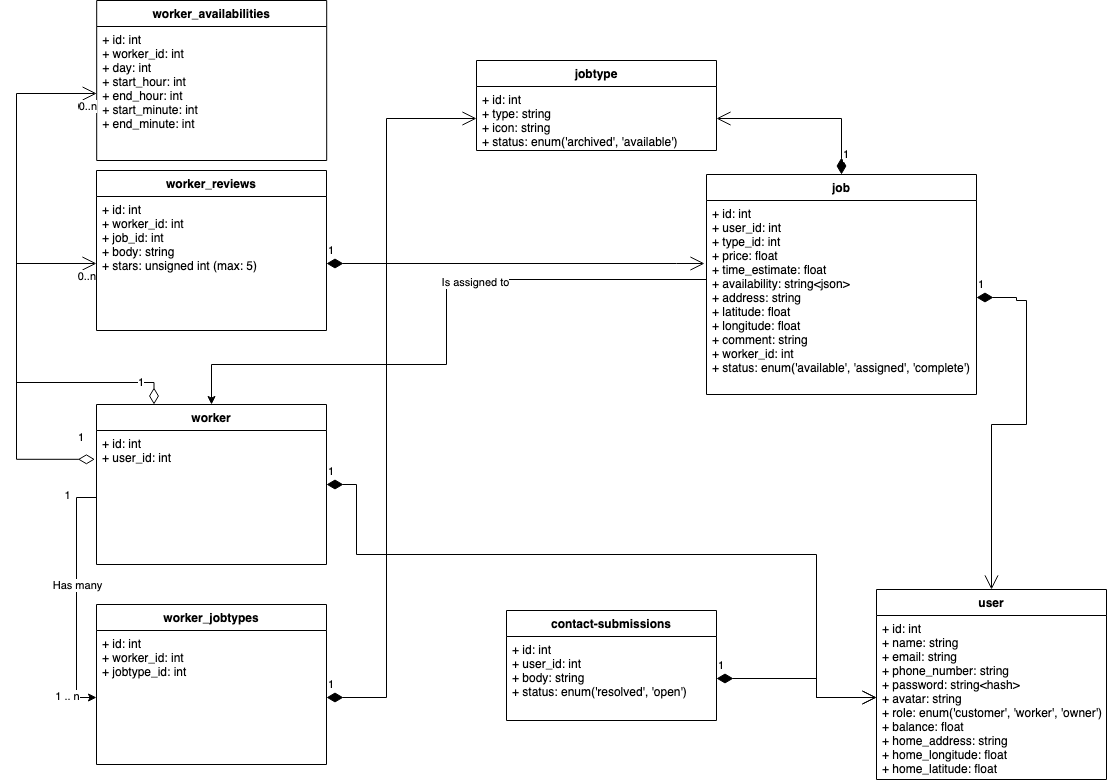 worker_availabilities
+ id: int
+ worker_id: int
+ day: int
+ start_hour: int
+ end_hour: int
+ start_minute: int
+ end_minute: int
0..n
jobtype
+ id: int
+ type: string
+ icon: string
+ status: enum('archived', 'available')
1
worker_reviews
+ id: int
+ worker_id: int
+ job_id: int
+ body: string
+ stars: unsigned int (max: 5)
0..n
1
Is assigned to
job
+ id: int
+ user_id: int
+ type_id: int
+ price: float
+ time_estimate: float
+ availability: string<json>
+ address: string
+ latitude: float
+ longitude: float
+ comment: string
+ worker_id: int
+ status: enum('available', 'assigned', 'complete')
1
1
1
1
worker
+ id: int
+ user_id: int
1
Has many
1 .. n
worker_jobtypes
+ id: int
+ worker_id: int
+ jobtype_id: int
1
contact-submissions
+ id: int
+ user_id: int
+ body: string
+ status: enum('resolved', 'open')
1
user
+ id: int
+ name: string
+ email: string
+ phone_number: string
+ password: string<hash>
+ avatar: string
+ role: enum('customer', 'worker', 'owner')
+ balance: float
+ home_address: string
+ home_longitude: float
+ home_latitude: float